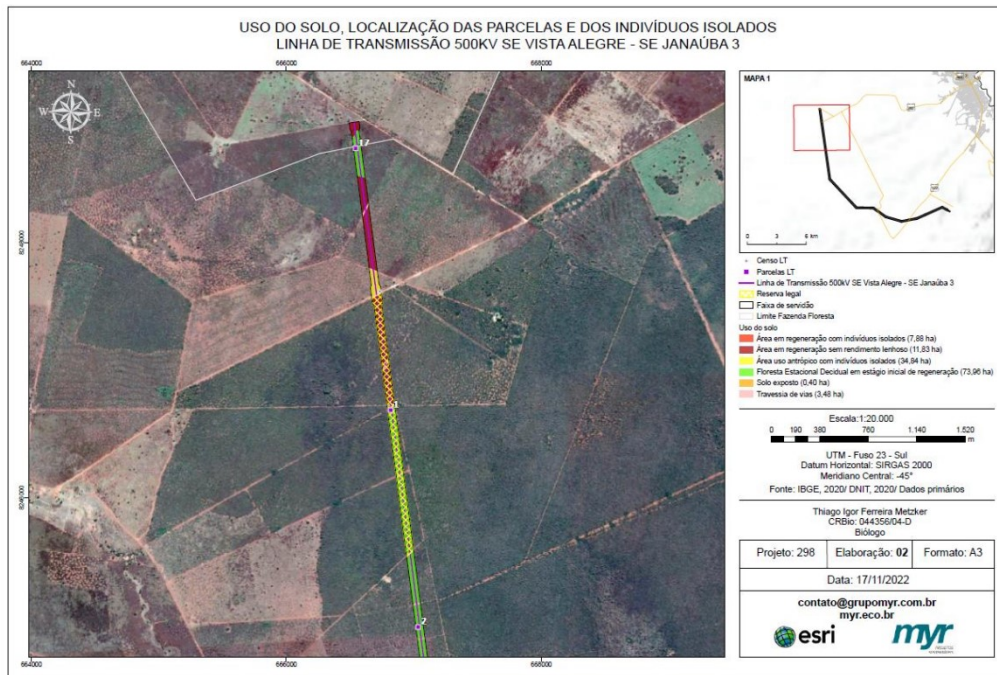 USO DO SOLO, LOCALIZAÇÃO DAS PARCELAS E DOS INDIVÍDUOS ISOLADOS
LINHA DE TRANSMISSÃO 500KV SE VISTA ALEGRE - SE JANAÚBA 3
664000
666000
668000
N
W
E
S
17
8248000
1
8246000
2
664000
666000
668000
MAPA 1
0 3 6 km
Censo LT
Parcelas LT
Linha de Transmissão 500kV SE Vista Alegre - SE Janaúba 3
Reserva legal
Faixa de servidão
Limite Fazenda Floresta
Uso do solo
Área em regeneração com indivíduos isolados (7,88 ha)
Área em regeneração sem rendimento lenhoso (11,83 ha)
Área uso antrópico com indivíduos isolados (34,84 ha)
Floresta Estacional Decidual em estágio inicial de regeneração (73,96 ha)
Solo exposto (0,40 ha)
Travessia de vias (3,48 ha)
Escala:1:20.000
0 190 380 760 1.140 1.520
m
UTM - Fuso 23 - Sul
Datum Horizontal: SIRGAS 2000
Meridiano Central: -45°
Fonte: IBGE, 2020/ DNIT, 2020/ Dados primários
Thiago Igor Ferreira Metzker
CRBio: 044356/04-D
Biólogo
Projeto: 298 Elaboração: 02 Formato: A3
Data: 17/11/2022
contato@grupomyr.com.br
myr.eco.br
esri myr